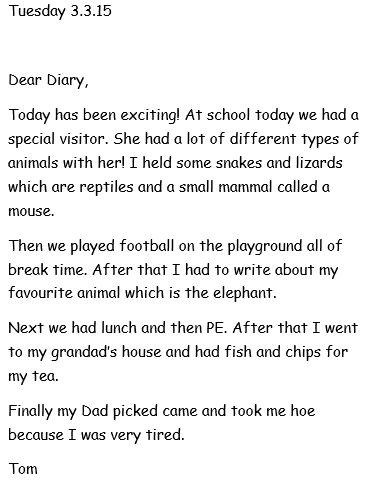 Tuesday 3.3.15
Dear Diary,
Today has been exciting! At school today we had a
special visitor. She had a lot of different types of
animals with her! I held some snakes and lizards
which are reptiles and a small mammal called a
mouse.
Then we played football on the playground all of
break time. After that I had to write about my
favourite animal which is the elephant.
Next we had lunch and then PE. After that I went
to my grandad's house and had fish and chips for
my tea.
Finally my Dad picked came and took me hoe
because I was very tired.
Tom